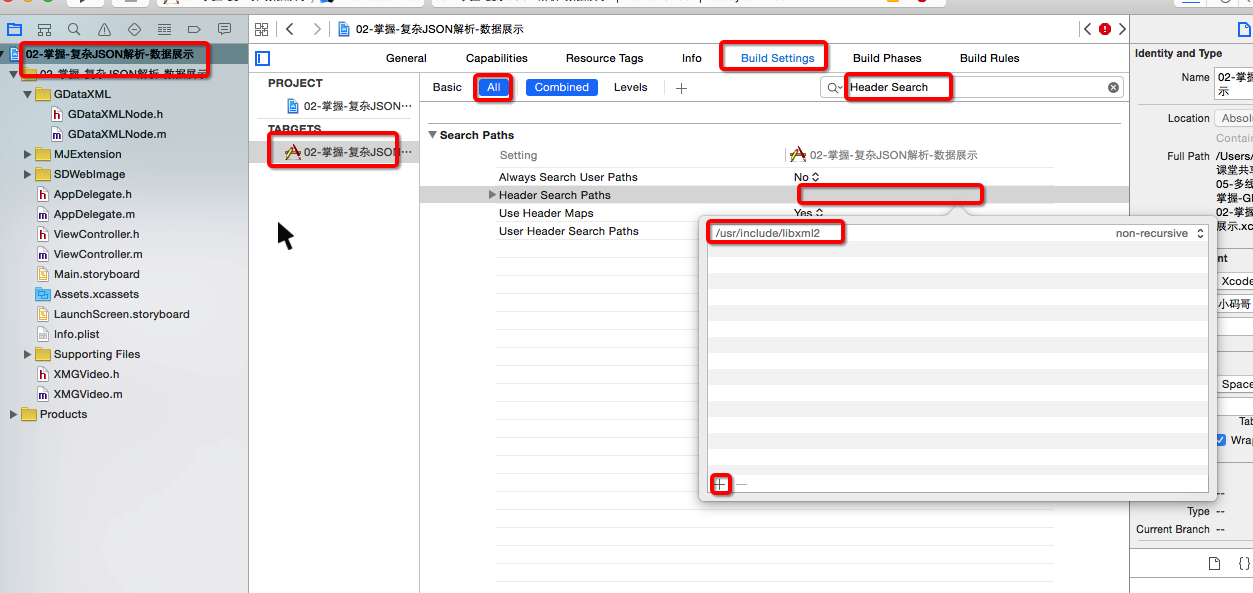 02-掌握-复杂JSON解析-数据展示
02-掌握-复杂JSON解析-数据展示
GDataXML
GDataXMLNode.h
GDataXMLNode.m
MJExtension
SDWebImage
AppDelegate.h
AppDelegate.m
ViewController.h
ViewController.m
Main.storyboard
Assets.xcassets
LaunchScreen.storyboard
Info.plist
Supporting Files
XMGVideo.h
XMGVideo.m
Products
02-掌握-复杂JSON解析-数据展示
General Capabilities Resource Tags Info Build Settings Build Phases Build Rules
PROJECT
02-掌握-复杂JSO…
TARGETS
02-掌握-复杂JSON…
Basic All Combined Levels + Header Search
Search Paths
Setting 02-掌握-复杂JSON解析-数据展示
Always Search User Paths No
Header Search Paths
Use Header Maps Yes
User Header Search Paths
/usr/include/libxml2 non-recursive
Identity and Type
Name 02-掌
示
Location Absol
Contain
Full Path /Users/
课堂共享
05-多线
掌握-G
02-掌
展示.xc
nt
Xcode
小码哥
Space
Tab
Wrap
--
Type --
Current Branch --